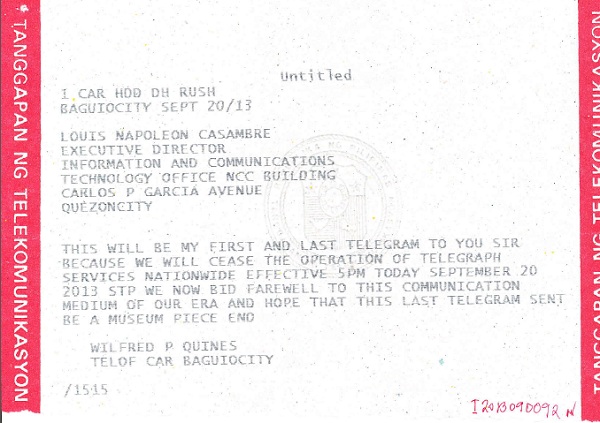 * TANGGAPAN NG TELEKOMUNIKASYON
Untitled
1 CAR HOD DH RUSH
BAGUIOCITY SEPT 20/13
LOUIS NAPOLEON CASAMBRE
EXECUTIVE DIRECTOR
INFORMATION AND COMMUNICATIONS
TECHNOLOGY OFFICE NCC BUILDING
CARLOS P GARCIA AVENUE
QUEZONCITY
THIS WILL BE MY FIRST AND LAST TELEGRAM TO YOU SIR
BECAUSE WE WILL CEASE THE OPERATION OF TELEGRAPH
SERVICES NATIONWIDE EFFECTIVE 5PM TODAY SEPTEMBER 20
2013 STP WE NOW BID FAREWELL TO THIS COMMUNICATION
MEDIUM OF OUR ERA AND HOPE THAT THIS LAST TELEGRAM SENT
BE A MUSEUM PIECE END
WILFRED P QUINES
TELOF CAR BAGUIOCITY
/1515
I2013090092
TANGGAPAN NG TELEKOMUNIKASYON